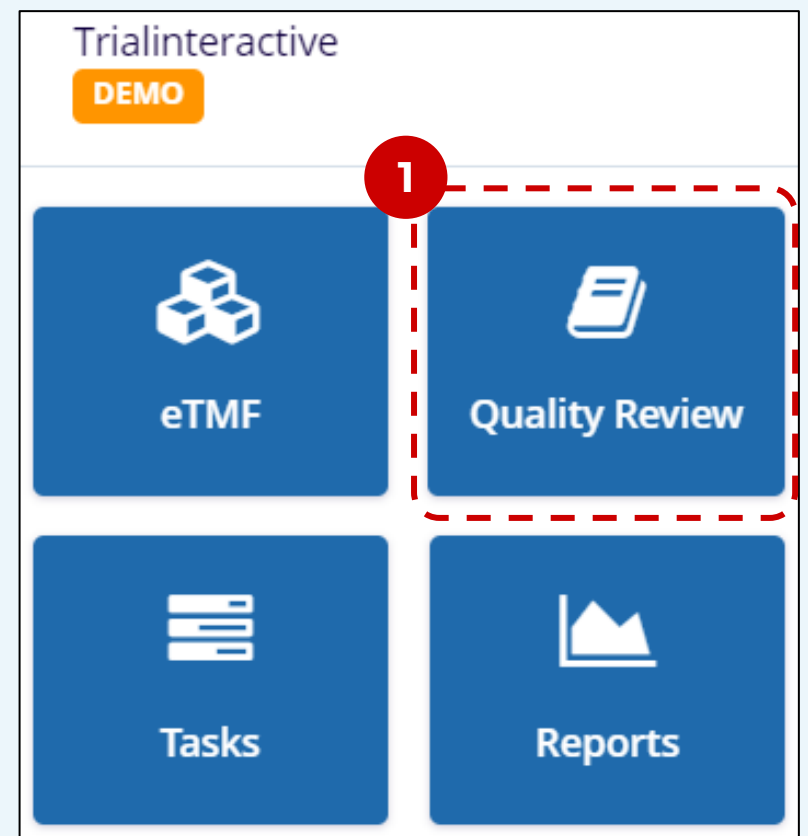 Trialinteractive
DEMO
1
eTMF
Quality Review
Tasks
Reports